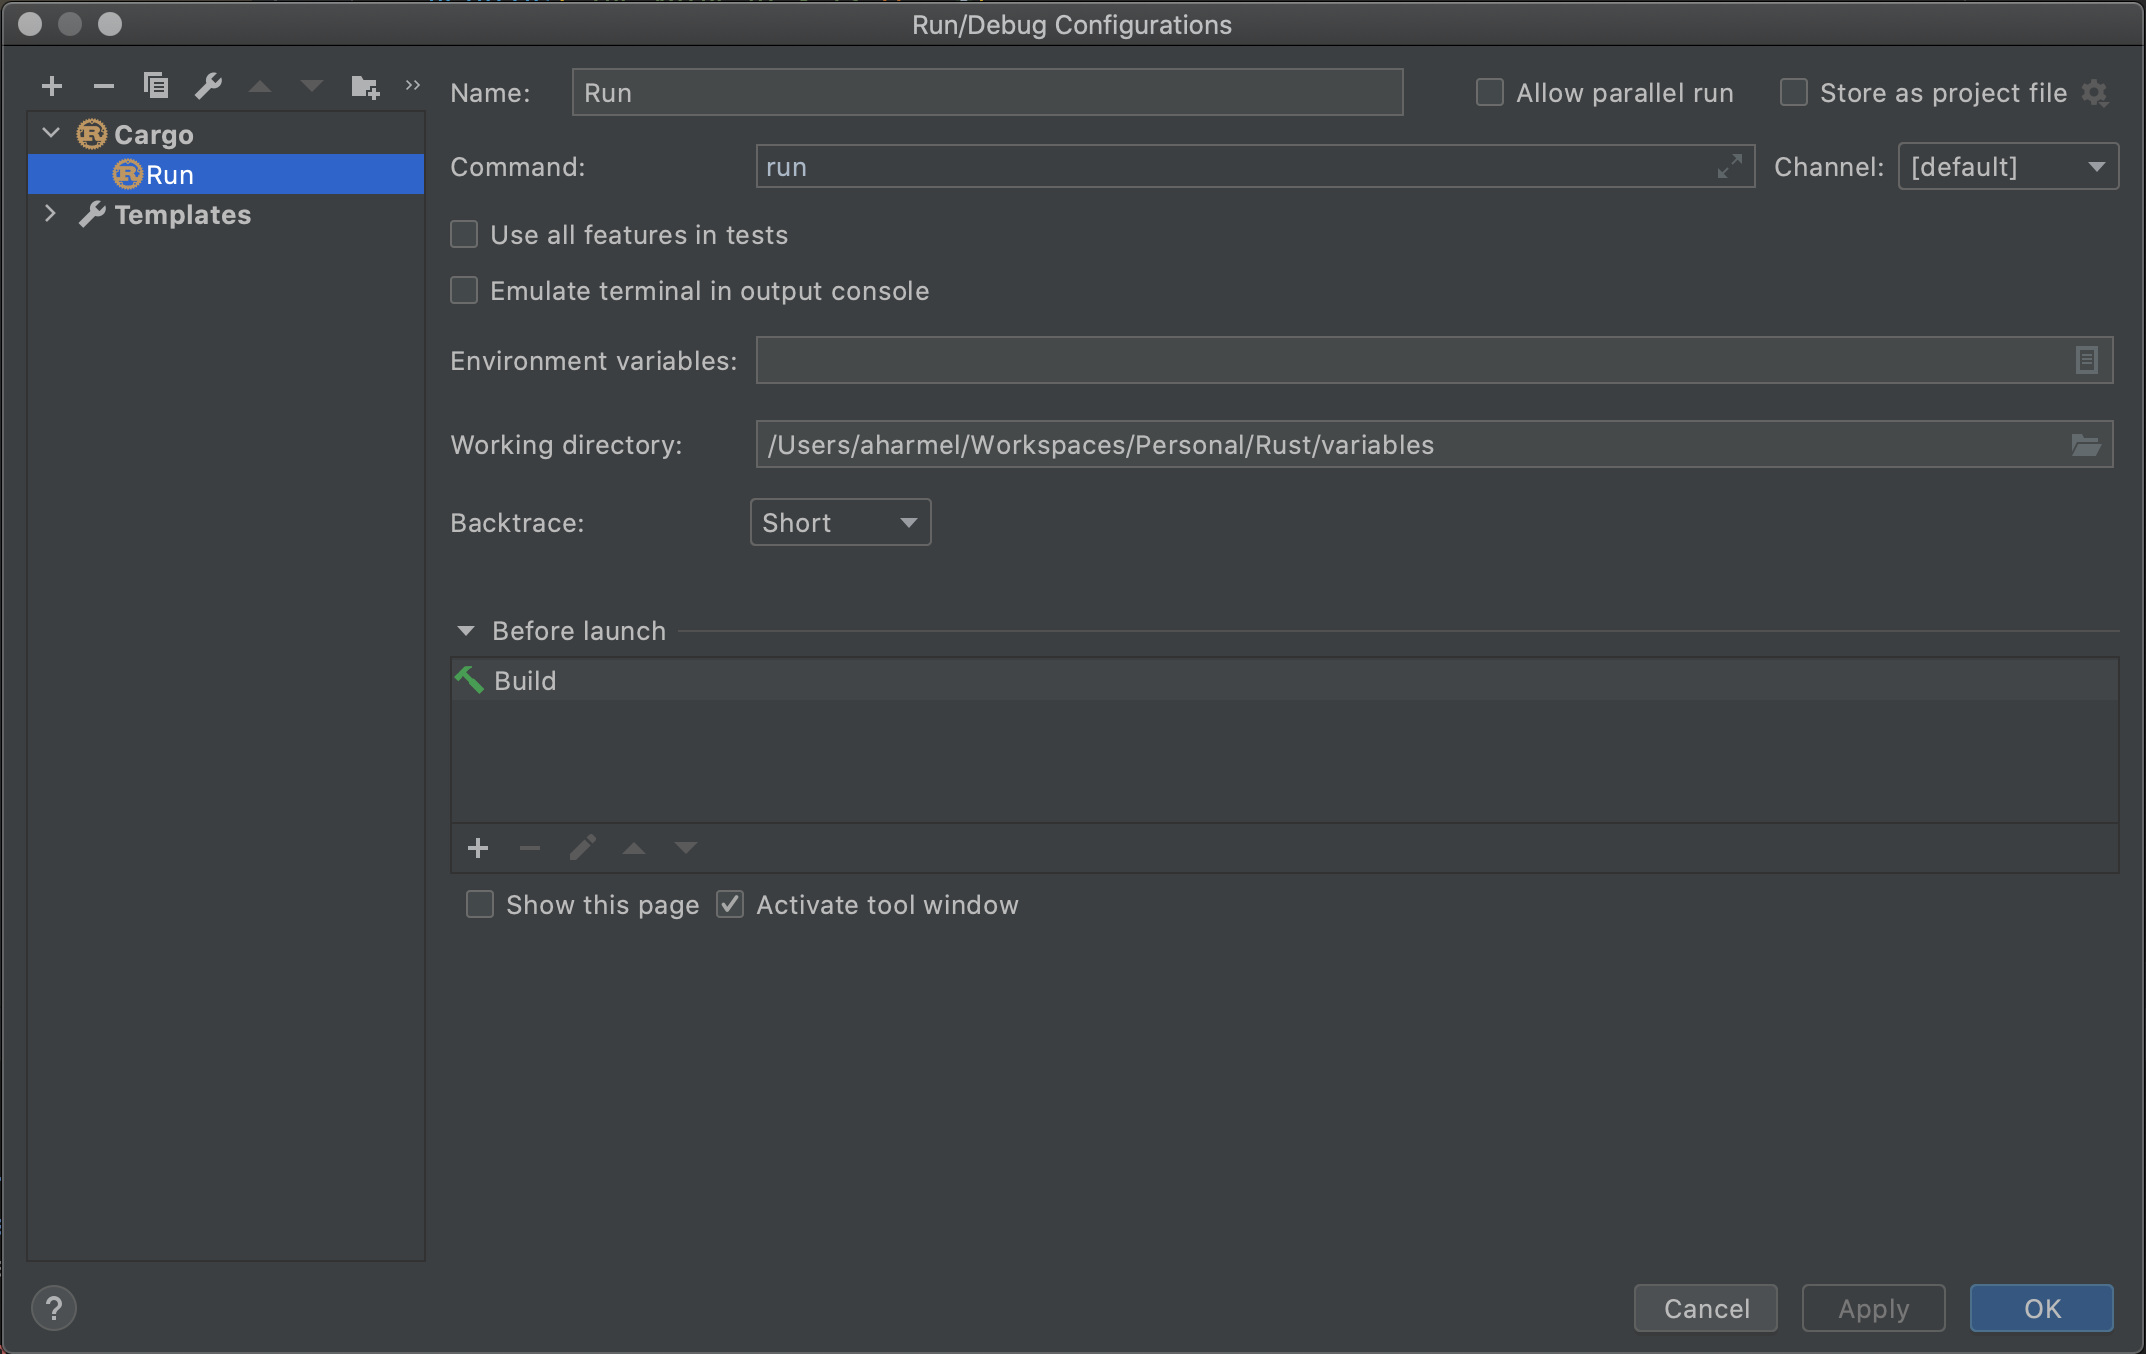 Run/Debug Configurations
Name: Run Allow parallel run Store as project file
Cargo
Run
Templates
Command: run Channel: [default]
Use all features in tests
Emulate terminal in output console
Environment variables:
Working directory: /Users/aharmel/Workspaces/Personal/Rust/variables
Backtrace: Short
Before launch
Build
Show this page Activate tool window
? Cancel Apply OK